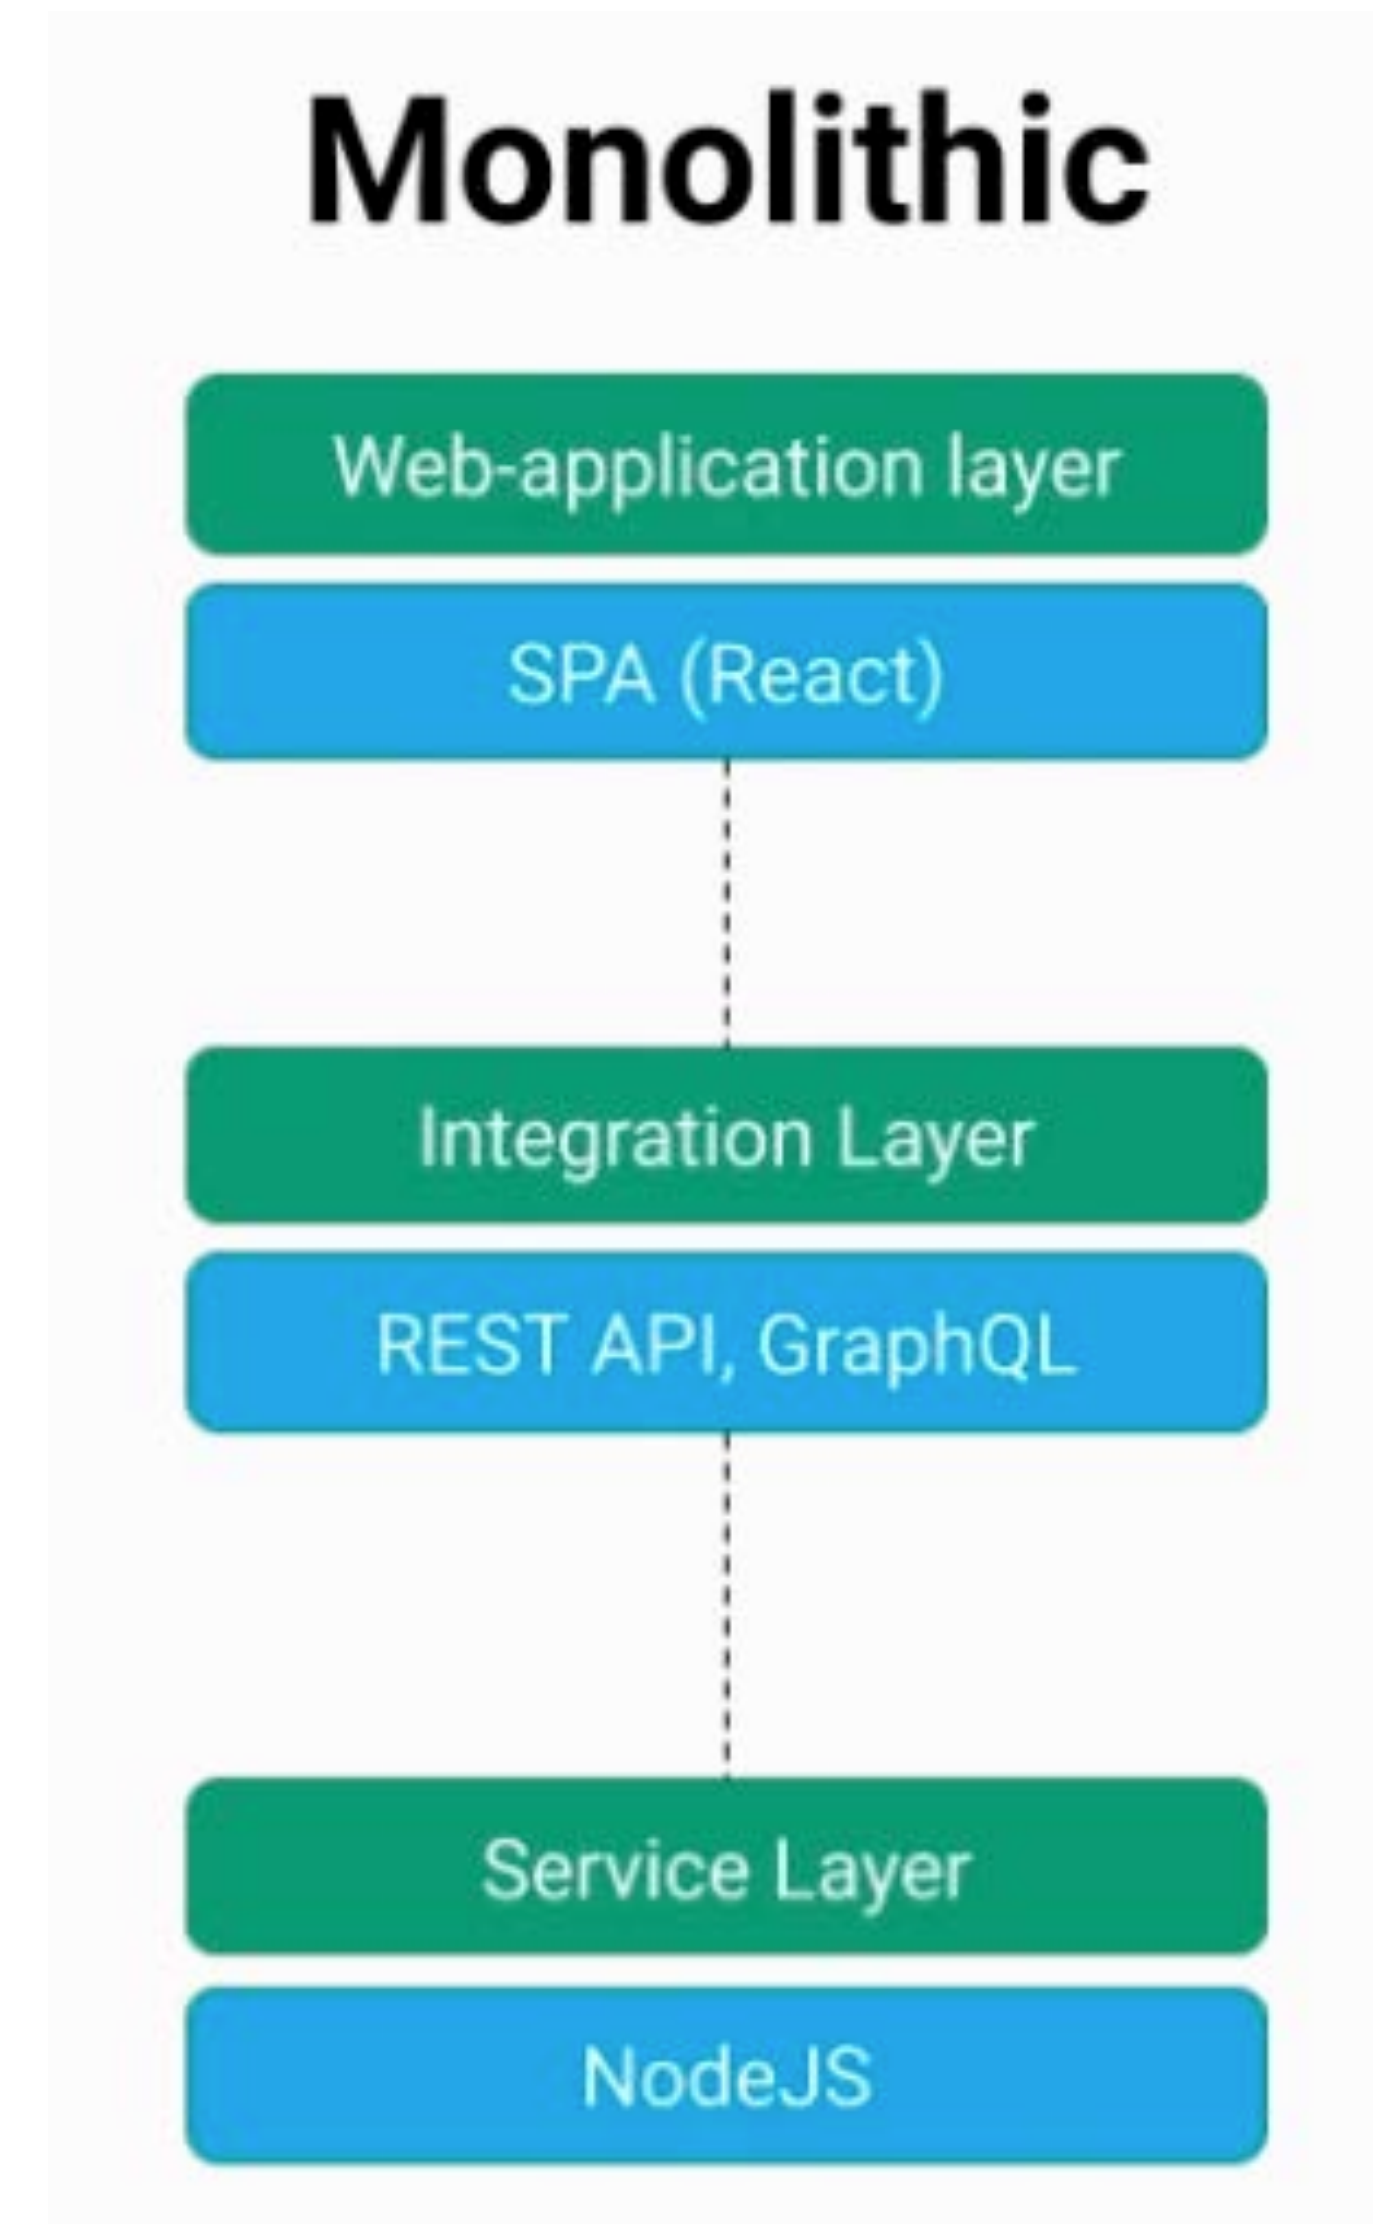 Monolithic
Web-application layer
SPA (React)
Integration Layer
REST API, GraphQL
Service Layer
NodeJS